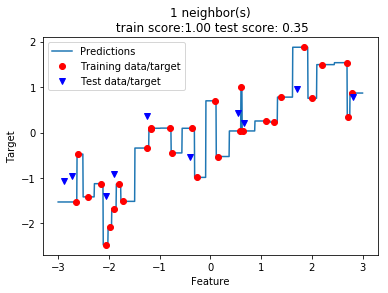 1 neighbor(s)
train score:1.00 test score: 0.35
Predictions
Training data/target
Test data/target
Target
2
1
0
−1
−2
−3 −2 −1 0 1 2 3
Feature